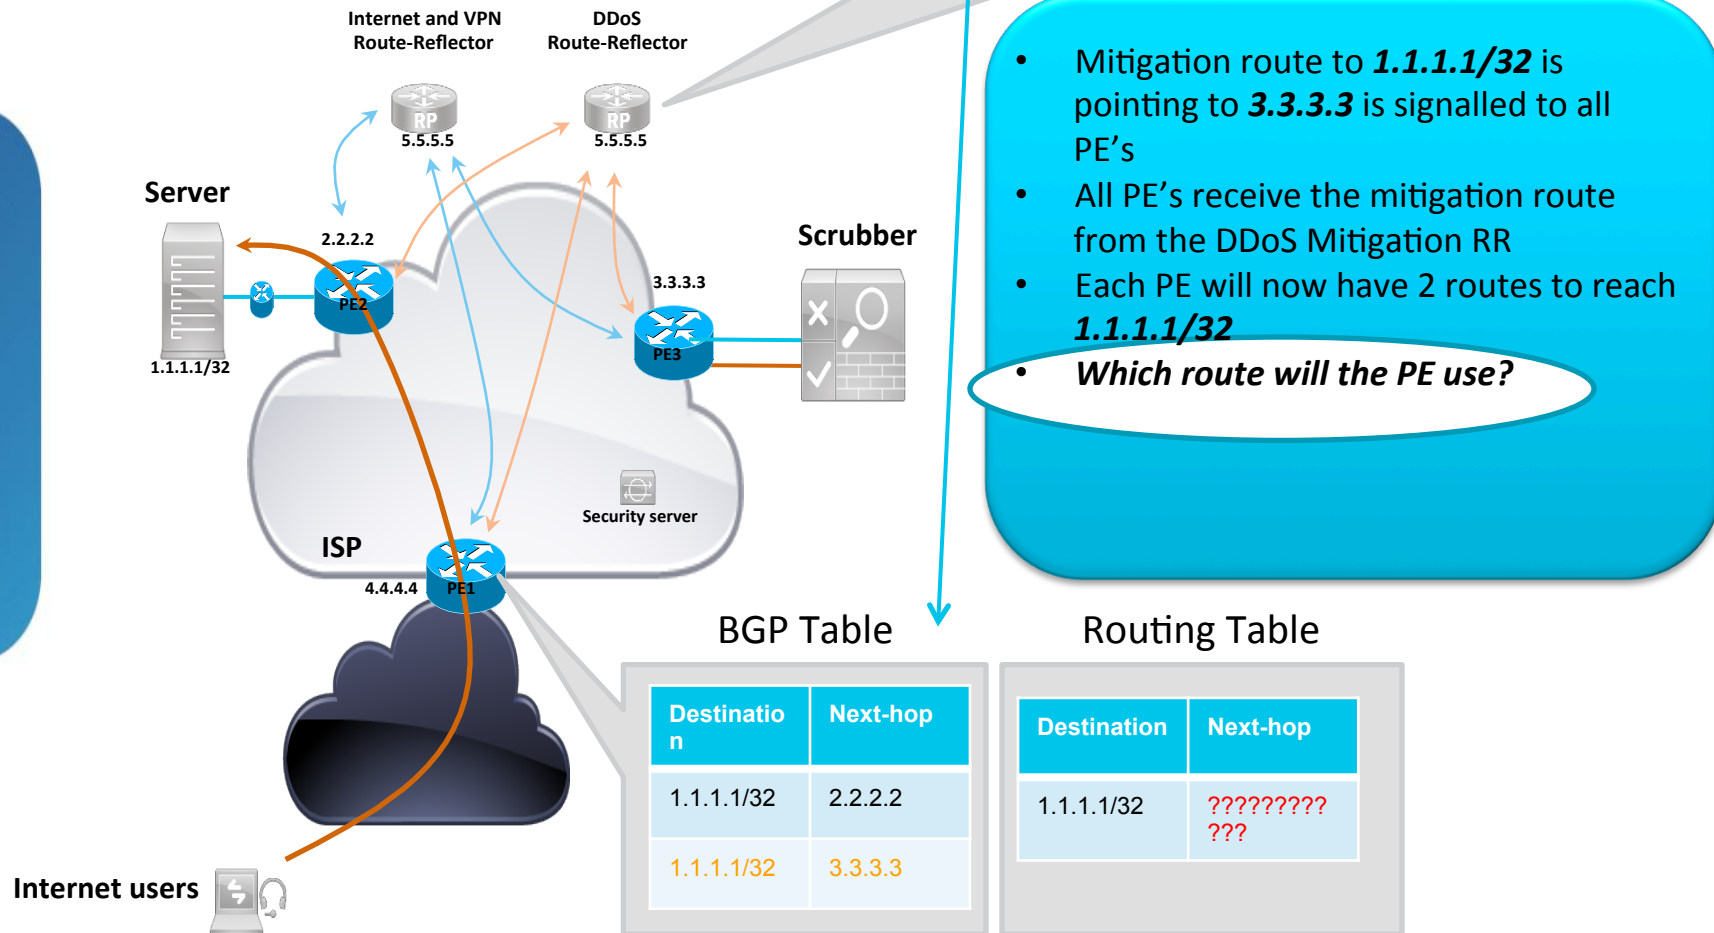 Internet and VPN
Route-Reflector
DDoS
Route-Reflector
RP
5.5.5.5
RP
5.5.5.5
Server
2.2.2.2
PE2
1.1.1.1/32
Scrubber
3.3.3.3
PE3
Security server
ISP
4.4.4.4
PE1
Internet users
• Mitigation route to 1.1.1.1/32 is
pointing to 3.3.3.3 is signalled to all
PE’s
• All PE’s receive the mitigation route
from the DDoS Mitigation RR
• Each PE will now have 2 routes to reach
1.1.1.1/32
• Which route will the PE use?
BGP Table
Destinatio
n
Next-hop
1.1.1.1/32 2.2.2.2
1.1.1.1/32 3.3.3.3
Routing Table
Destination Next-hop
1.1.1.1/32 ?????????
???